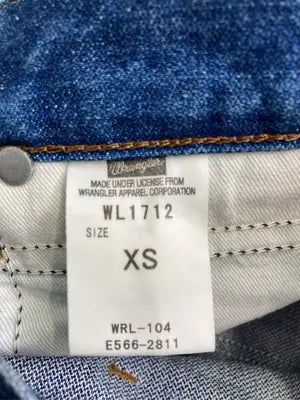 Wrangler
MADE UNDER LICENSE FROM
WRANGLER APPAREL CORPORATION
WL1712
SIZE
XS
WRL-104
E566-2811